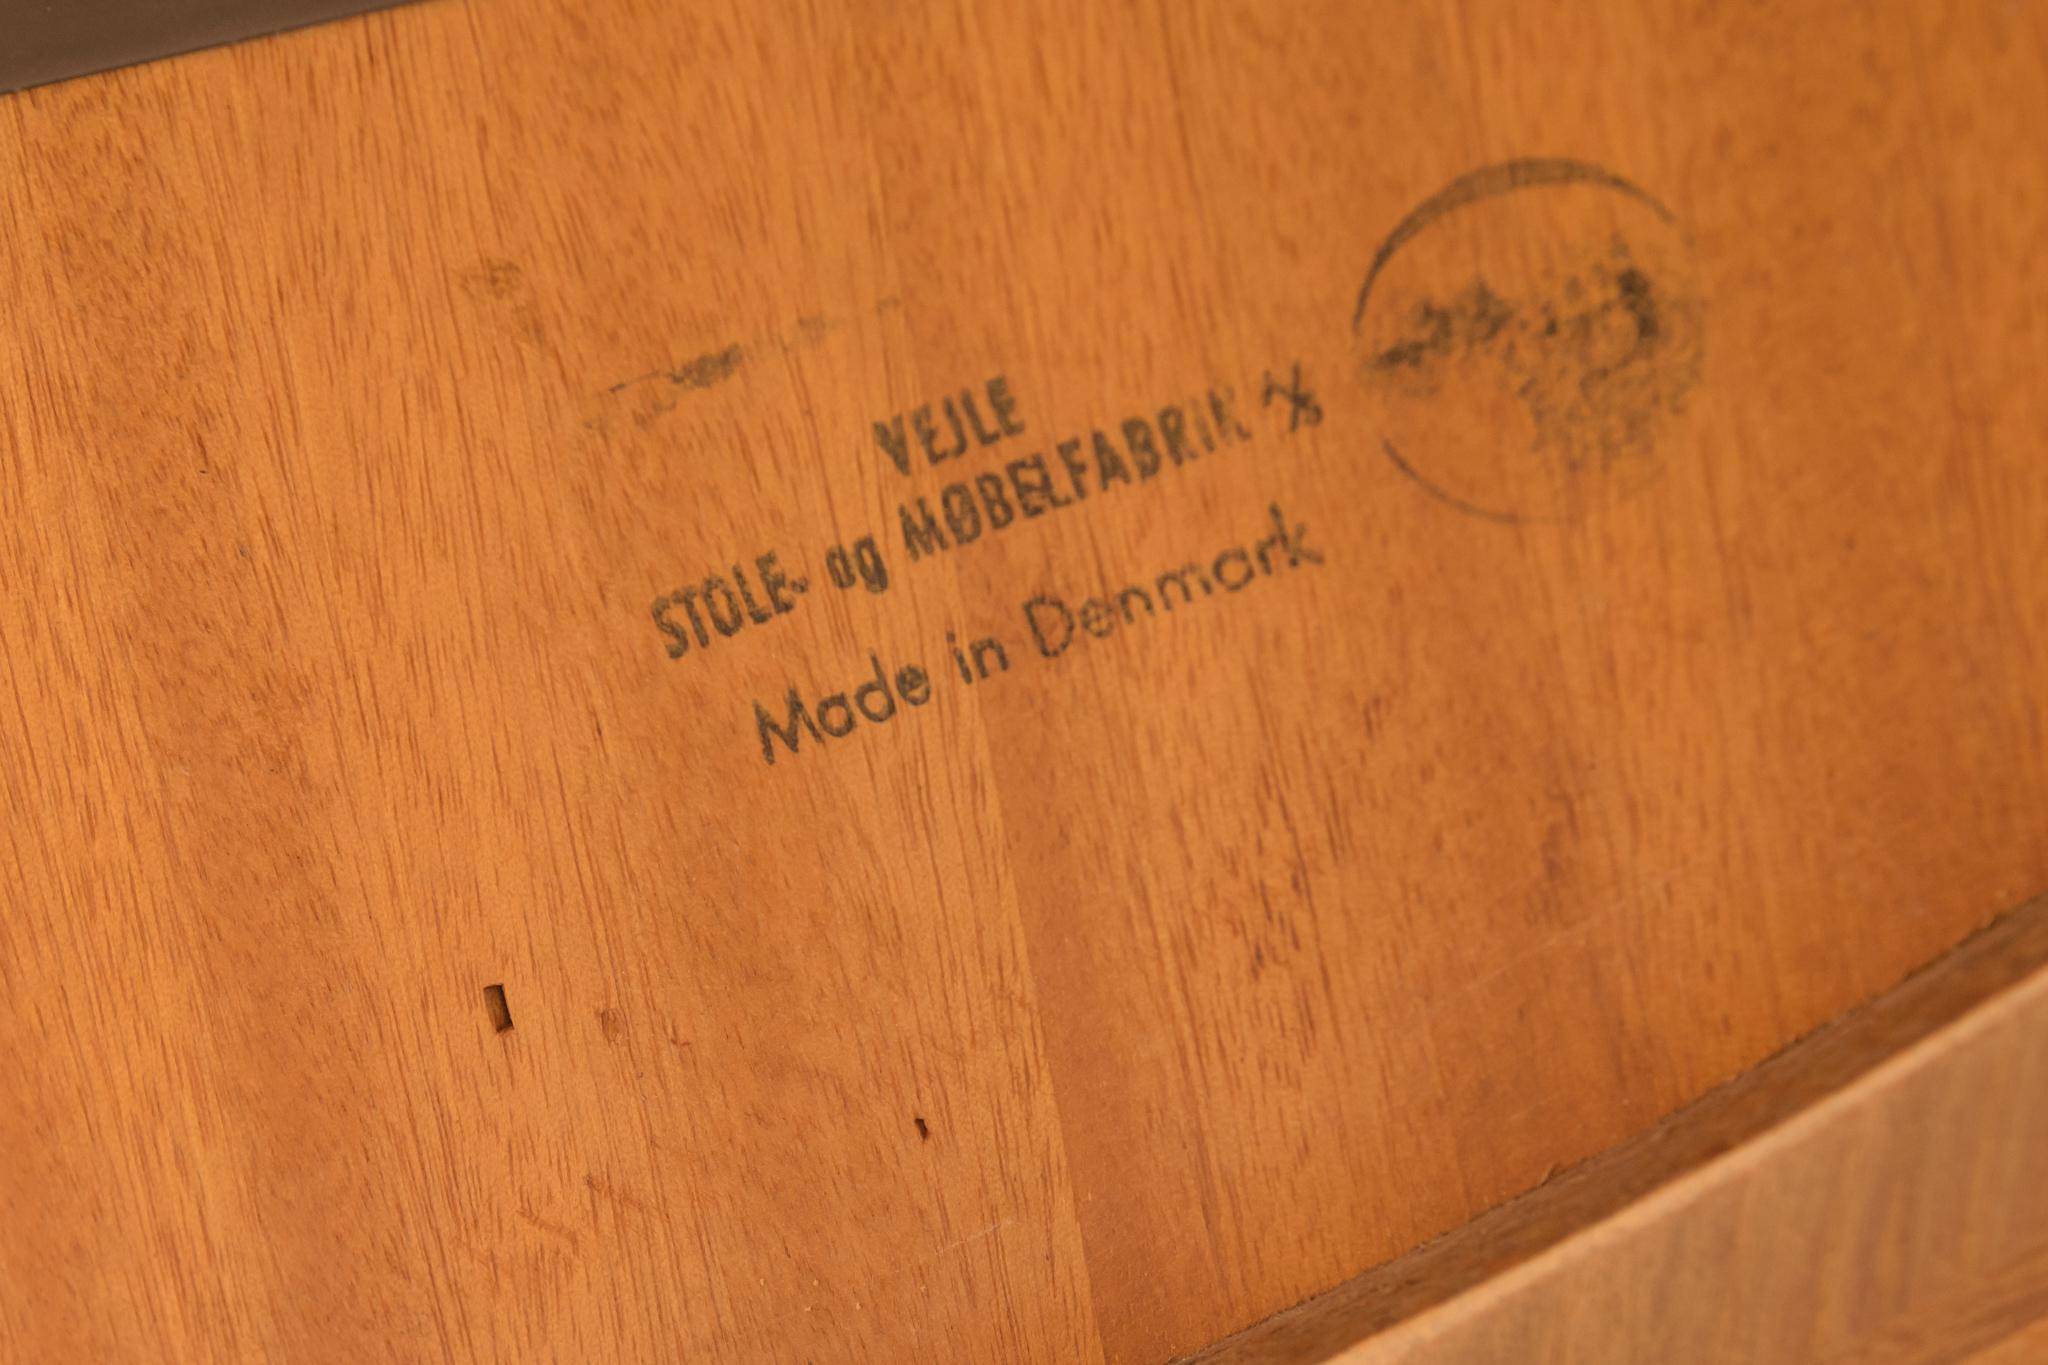 VEJLE
STOLE- og MØBELFABRIK A/S
Made in Denmark